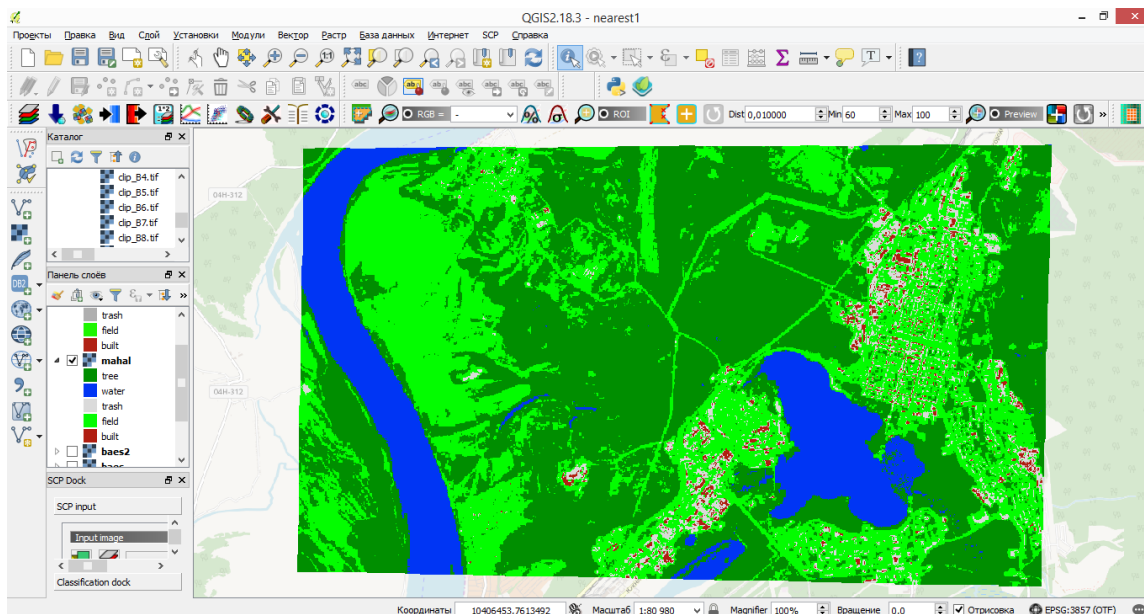 QGIS2.18.3 - nearest1
Проекты Правка Вид Слой Установки Модули Вектор Растр База данных Интернет SCP Справка
RGB = - ROI Dist 0,010000 Min 60 Max 100 Preview »
Каталог
clip_B4.tif
clip_B5.tif
clip_B6.tif
clip_B7.tif
clip_B8.tif
Панель слоёв
trash
field
built
mahal
tree
water
trash
field
built
baes2
baes
SCP Dock
SCP input
Input image
Classification dock
04Н-312
04Н-312
Координаты 10406453.7613492 Масштаб 1:80 980 Magnifier 100% Вращение 0,0 Отрисовка EPSG:3857 (OTF)